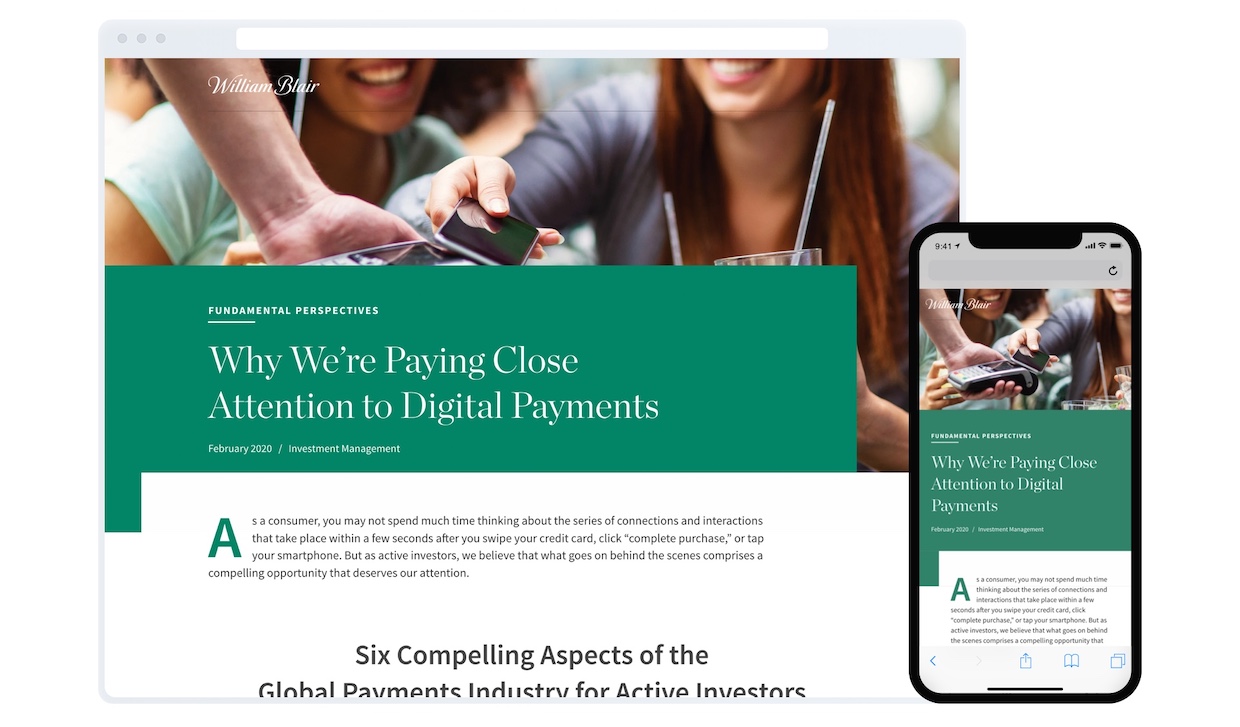 William Blair
FUNDAMENTAL PERSPECTIVES
Why We're Paying Close
Attention to Digital Payments
February 2020 / Investment Management
As a consumer, you may not spend much time thinking about the series of connections and interactions
that take place within a few seconds after you swipe your credit card, click “complete purchase,” or tap
your smartphone. But as active investors, we believe that what goes on behind the scenes comprises a
compelling opportunity that deserves our attention.
Six Compelling Aspects of the
Global Payments Industry for Active Investors
9:41
William Blair
FUNDAMENTAL PERSPECTIVES
Why We're Paying Close
Attention to Digital
Payments
February 2020 / Investment Management
As a consumer, you may not spend much time
thinking about the series of connections and
interactions that take place within a few
seconds after you swipe your credit card, click
“complete purchase,” or tap your smartphone. But as
active investors, we believe that what goes on behind
the scenes comprises a compelling opportunity that